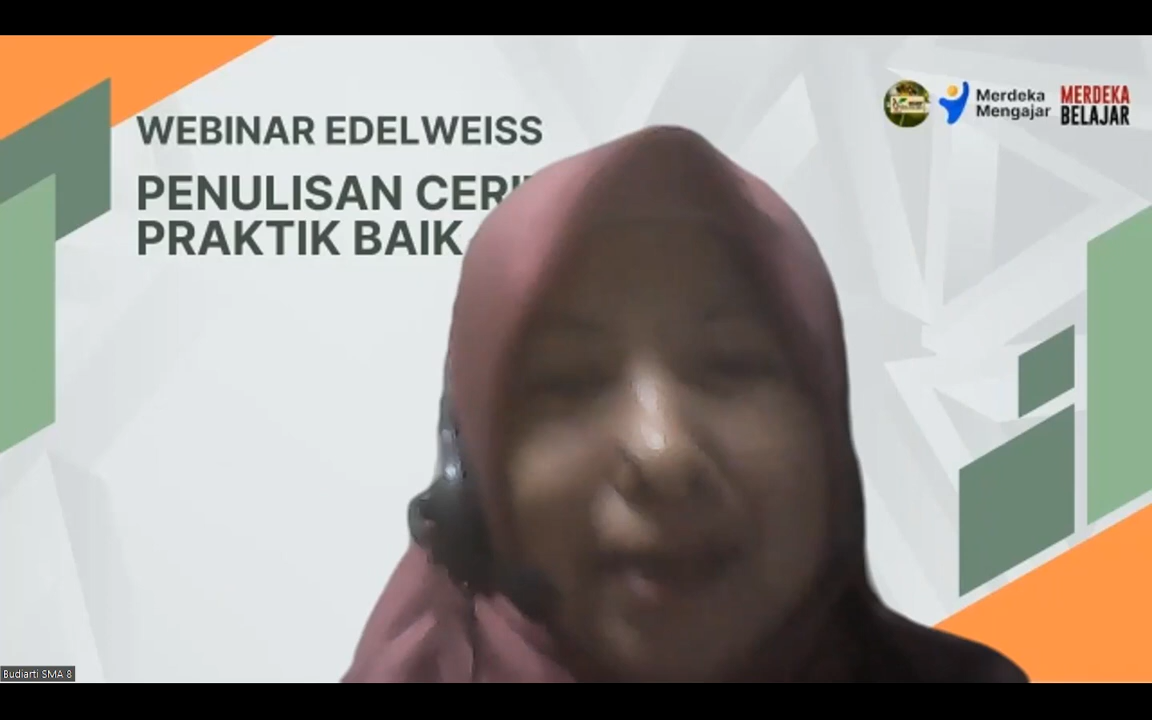 WEBINAR EDELWEISS
PENULISAN CERI
PRAKTIK BAIK
Merdeka
Mengajar
MERDEKA
BELAJAR
Budiarti SMA 8